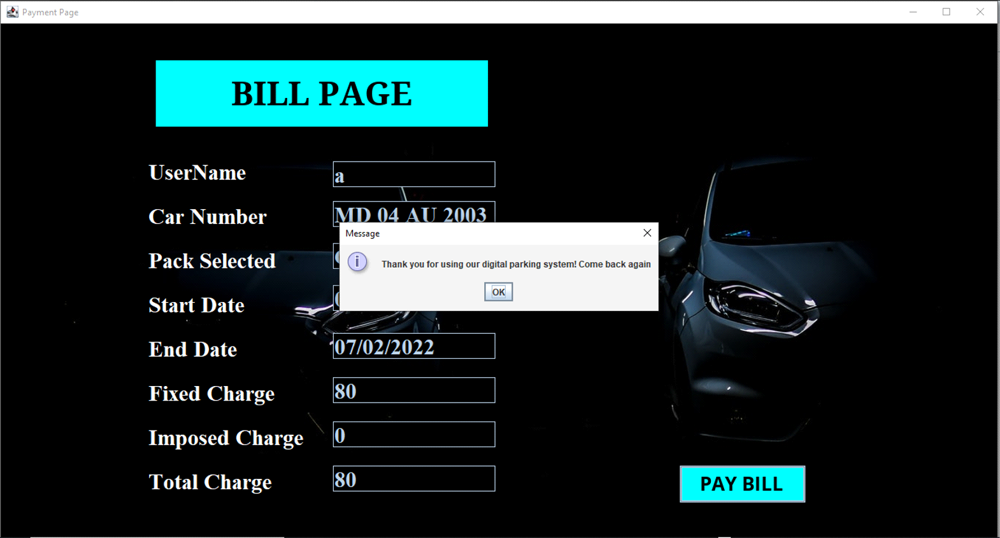 Payment Page
BILL PAGE
UserName
a
Car Number
MD 04 AU 2003
Message
Thank you for using our digital parking system! Come back again
OK
Pack Selected
Start Date
End Date
07/02/2022
Fixed Charge
80
Imposed Charge
0
Total Charge
80
PAY BILL